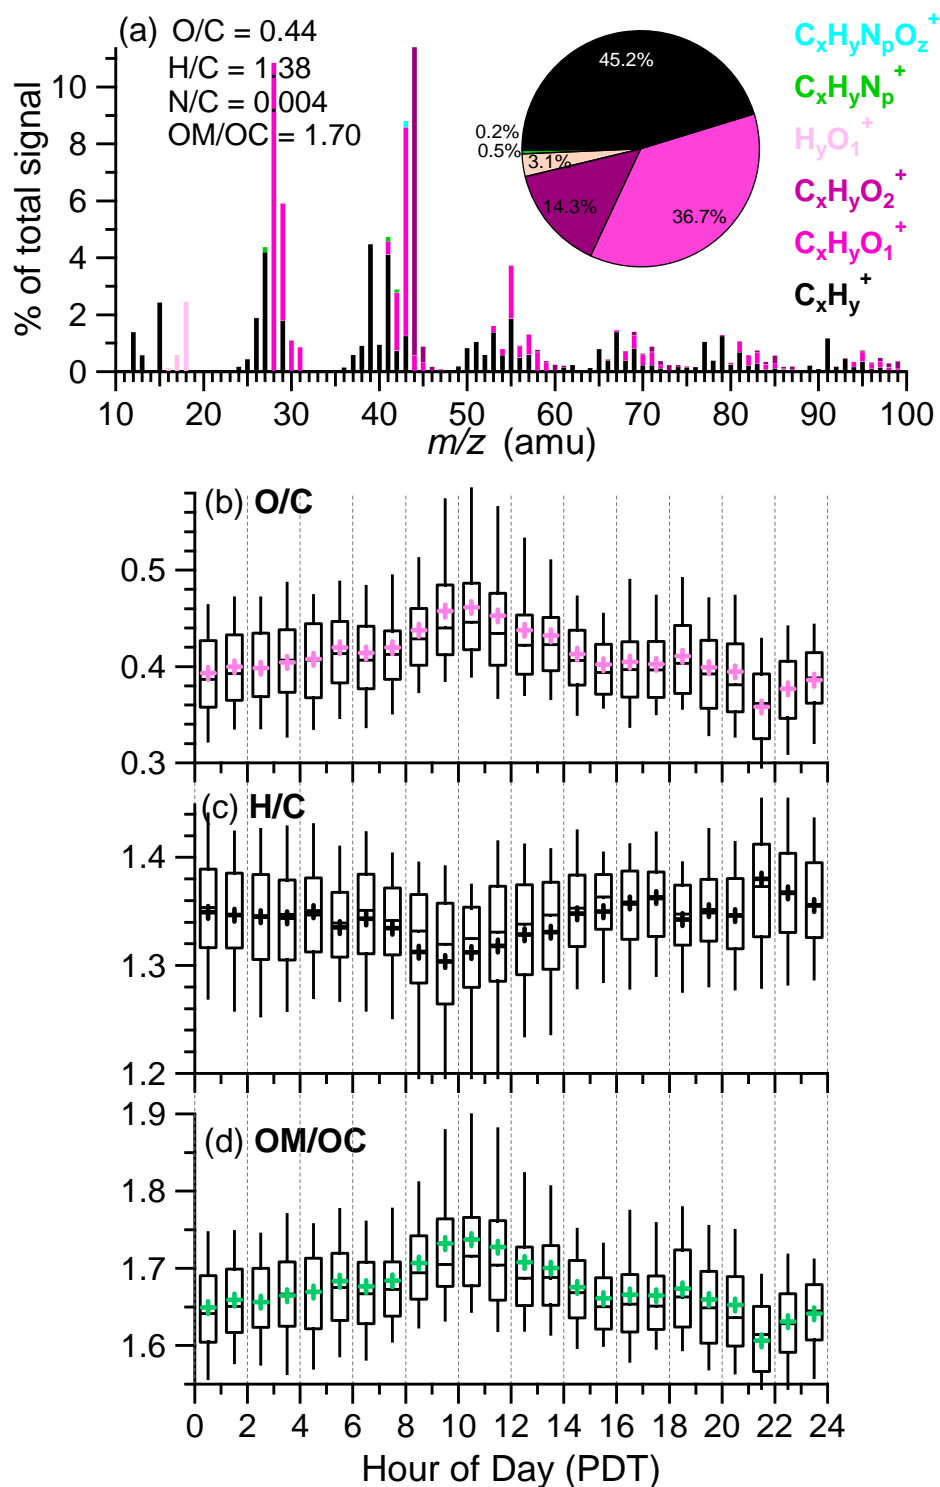 (a) O/C = 0.44
H/C = 1.38
N/C = 0.004
OM/OC = 1.70
% of total signal
10
8
6
4
2
0
10 20 30 40 50 60 70 80 90 100
m/z (amu)
45.2%
0.2%
0.5%
3.1%
14.3%
36.7%
CxHyNpOz+
CxHyNp+
HyO1+
CxHyO2+
CxHyO1+
CxHy+
(b) O/C
0.5
0.4
0.3
(c) H/C
1.4
1.3
1.2
(d) OM/OC
1.9
1.8
1.7
1.6
0 2 4 6 8 10 12 14 16 18 20 22 24
Hour of Day (PDT)